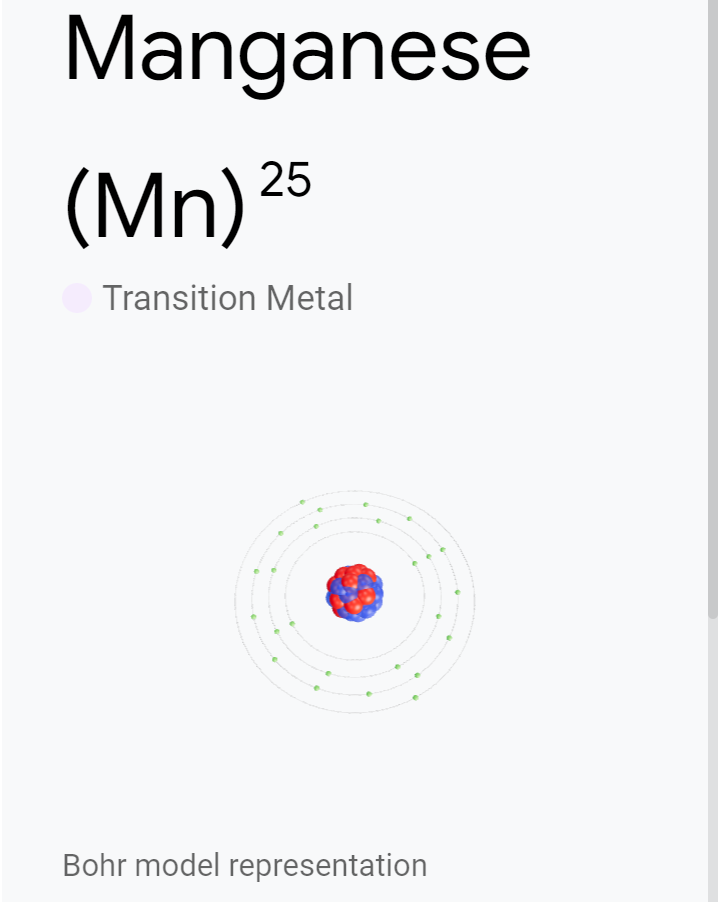 Manganese
(Mn) 25
Transition Metal
Bohr model representation